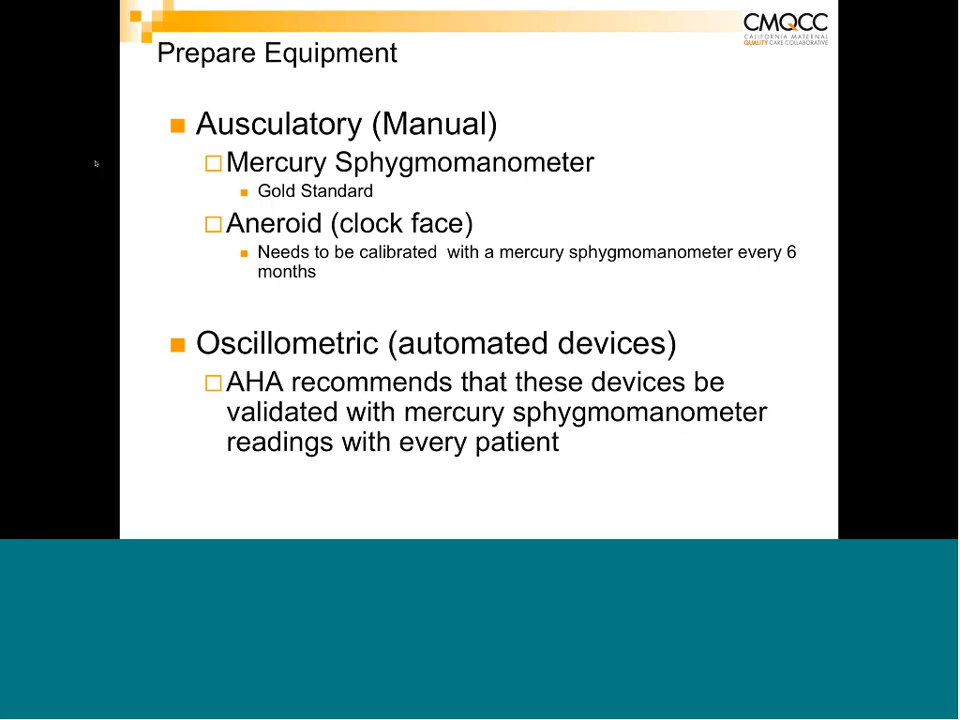 CMQCC
CALIFORNIA MATERNAL
QUALITY CARE COLLABORATIVE
Prepare Equipment
Ausculatory (Manual)
Mercury Sphygmomanometer
Gold Standard
Aneroid (clock face)
Needs to be calibrated with a mercury sphygmomanometer every 6
months
Oscillometric (automated devices)
AHA recommends that these devices be
validated with mercury sphygmomanometer
readings with every patient